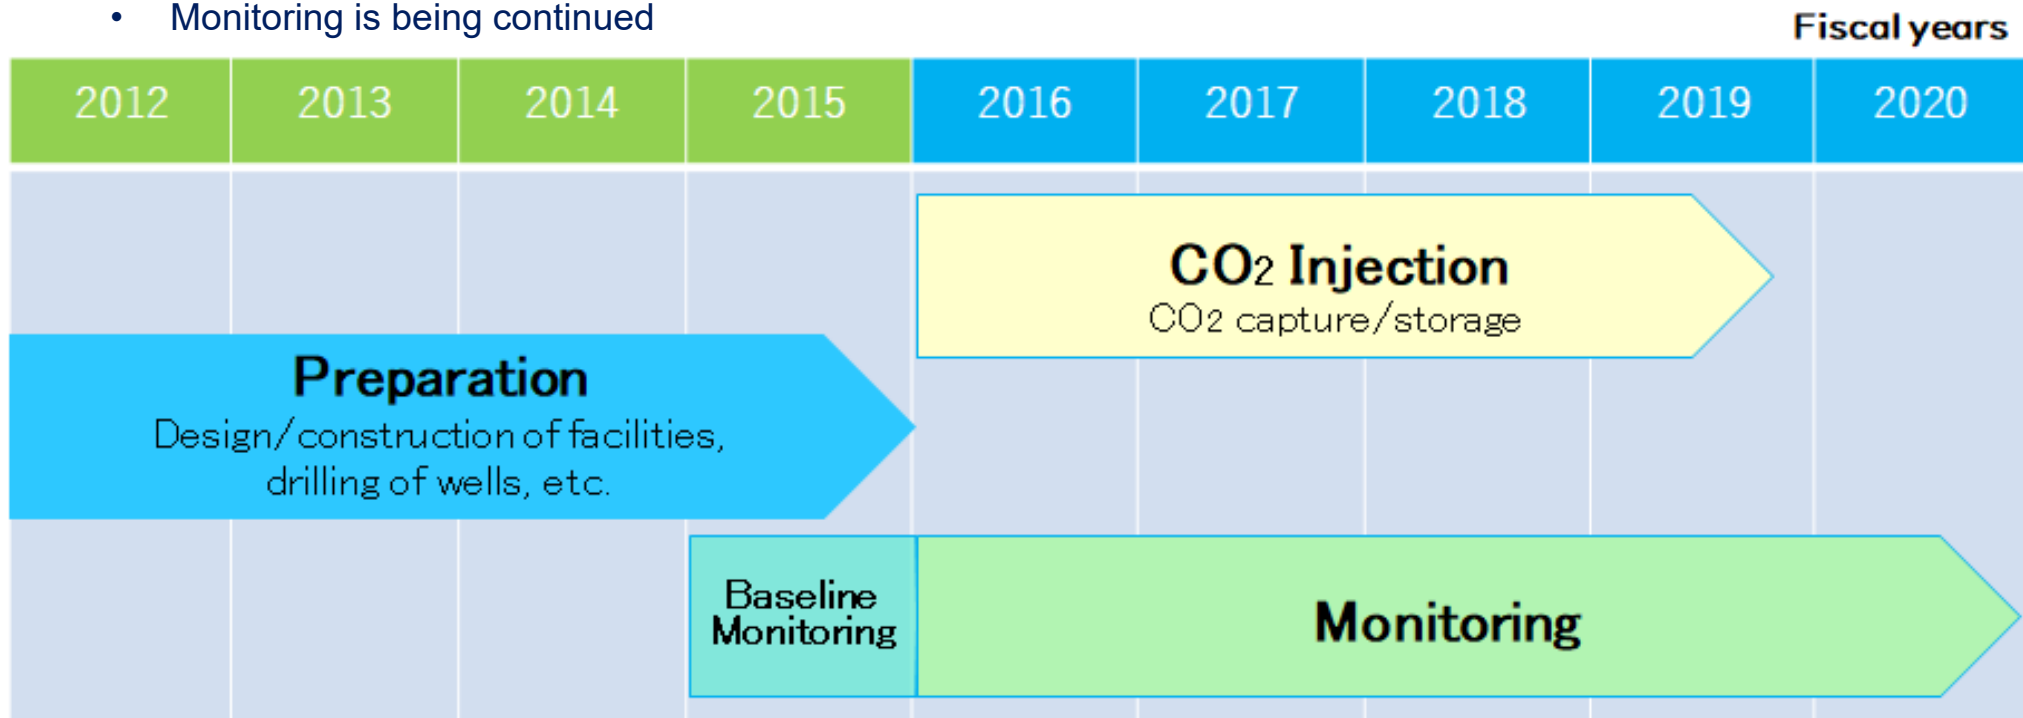 • Monitoring is being continued
Fiscal years
2012 2013 2014 2015 2016 2017 2018 2019 2020
CO2 Injection
CO2 capture/storage
Preparation
Design/construction of facilities,
drilling of wells, etc.
Baseline
Monitoring
Monitoring